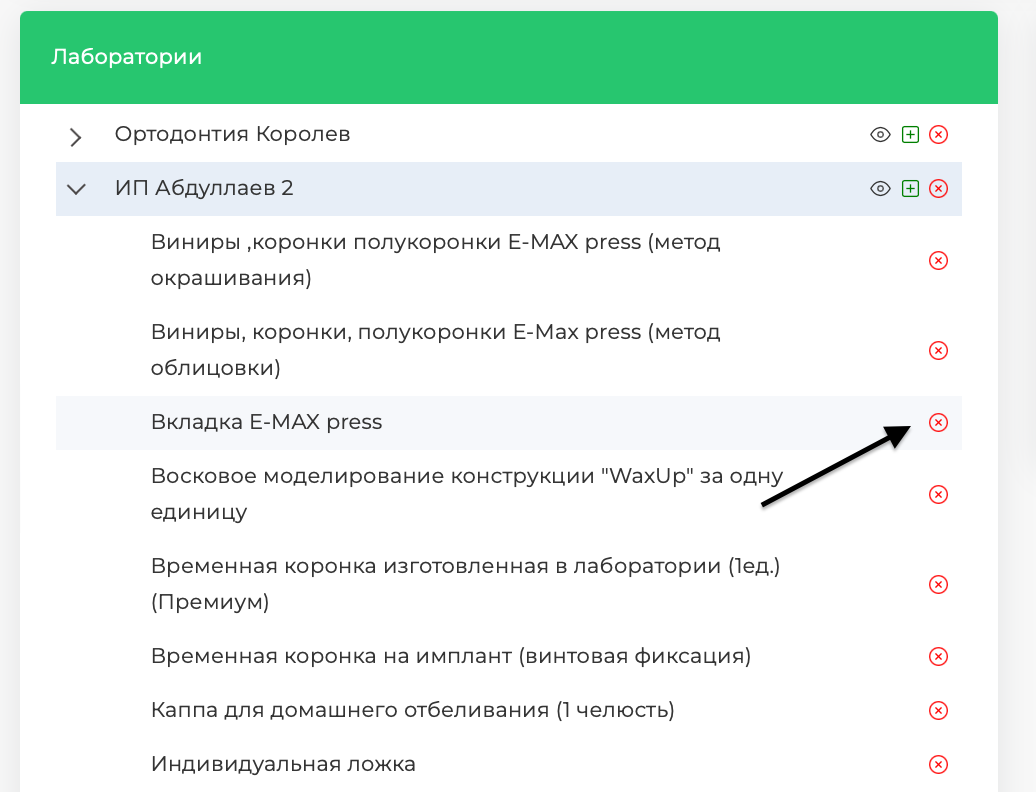 Лаборатории
Ортодонтия Королев
ИП Абдуллаев 2
Виниры ,коронки полукоронки E-MAX press (метод
окрашивания)
Виниры, коронки, полукоронки E-Max press (метод
облицовки)
Вкладка E-MAX press
Восковое моделирование конструкции "WaxUp" за одну
единицу
Временная коронка изготовленная в лаборатории (1ед.)
(Премиум)
Временная коронка на имплант (винтовая фиксация)
Каппа для домашнего отбеливания (1 челюсть)
Индивидуальная ложка